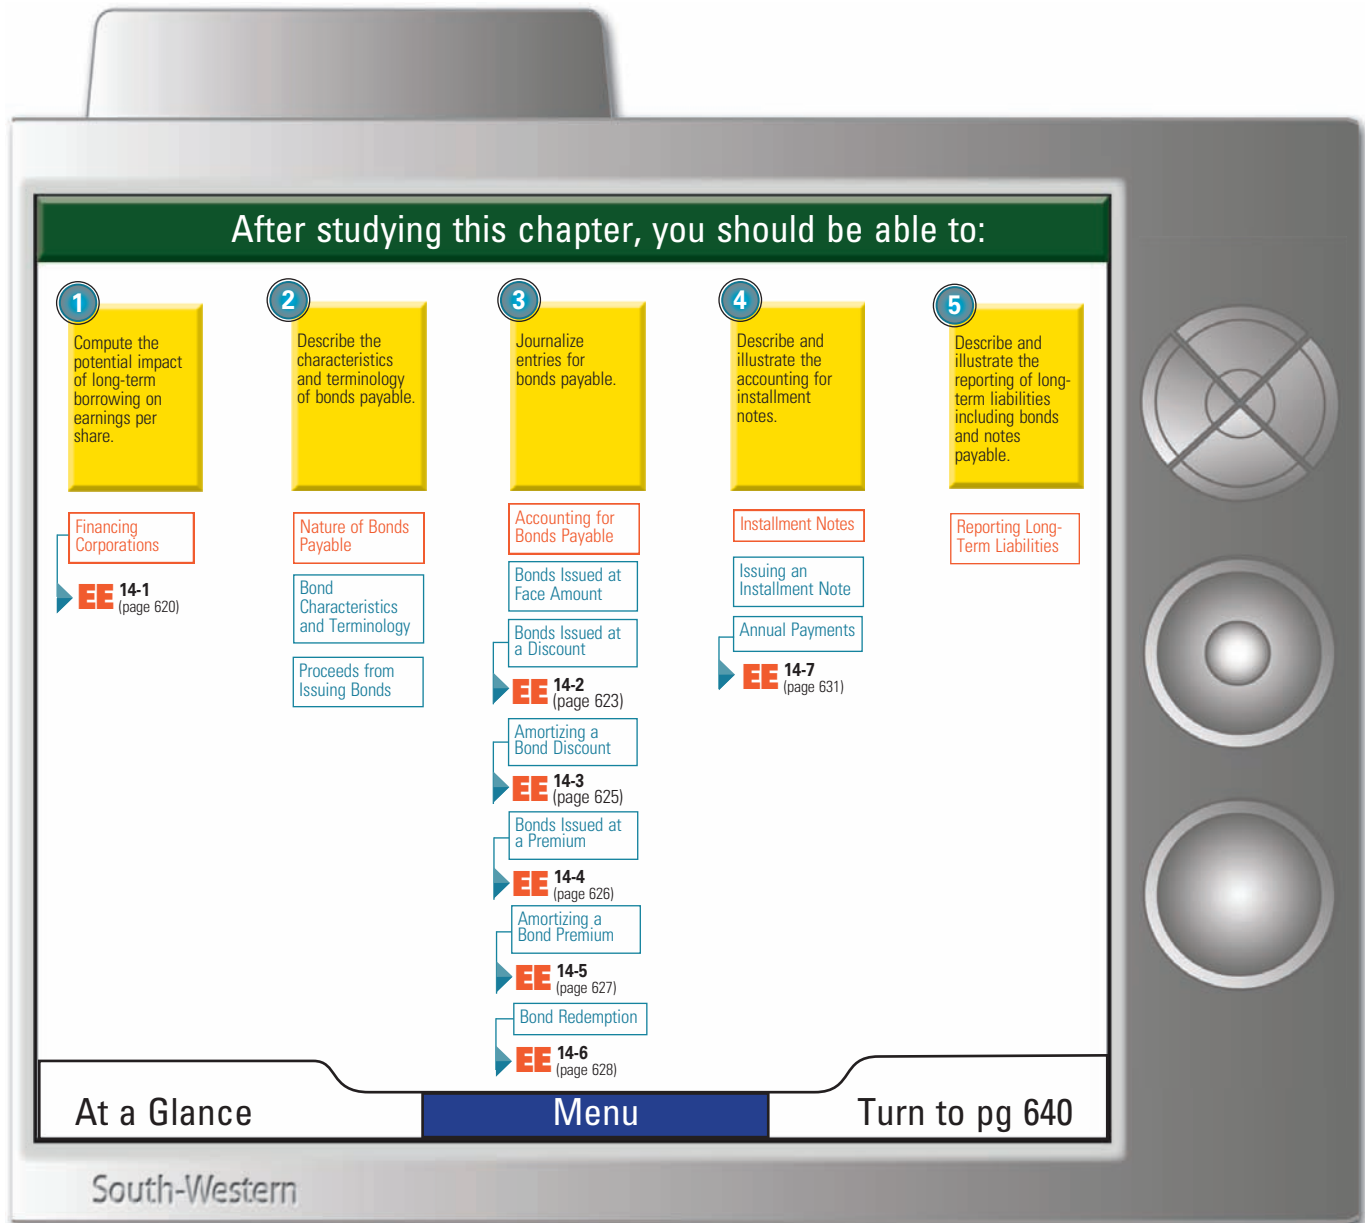 After studying this chapter, you should be able to:
1
Compute the
potential impact
of long-term
borrowing on
earnings per
share.
Financing
Corporations
EE 14-1
(page 620)
2
Describe the
characteristics
and terminology
of bonds payable.
Nature of Bonds
Payable
Bond
Characteristics
and Terminology
Proceeds from
Issuing Bonds
3
Journalize
entries for
bonds payable.
Accounting for
Bonds Payable
Bonds Issued at
Face Amount
Bonds Issued at
a Discount
EE 14-2
(page 623)
Amortizing a
Bond Discount
EE 14-3
(page 625)
Bonds Issued at
a Premium
EE 14-4
(page 626)
Amortizing a
Bond Premium
EE 14-5
(page 627)
Bond Redemption
EE 14-6
(page 628)
4
Describe and
illustrate the
accounting for
installment
notes.
Installment Notes
Issuing an
Installment Note
Annual Payments
EE 14-7
(page 631)
5
Describe and
illustrate the
reporting of long-
term liabilities
including bonds
and notes
payable.
Reporting Long-
Term Liabilities
At a Glance
Menu
Turn to pg 640
South-Western